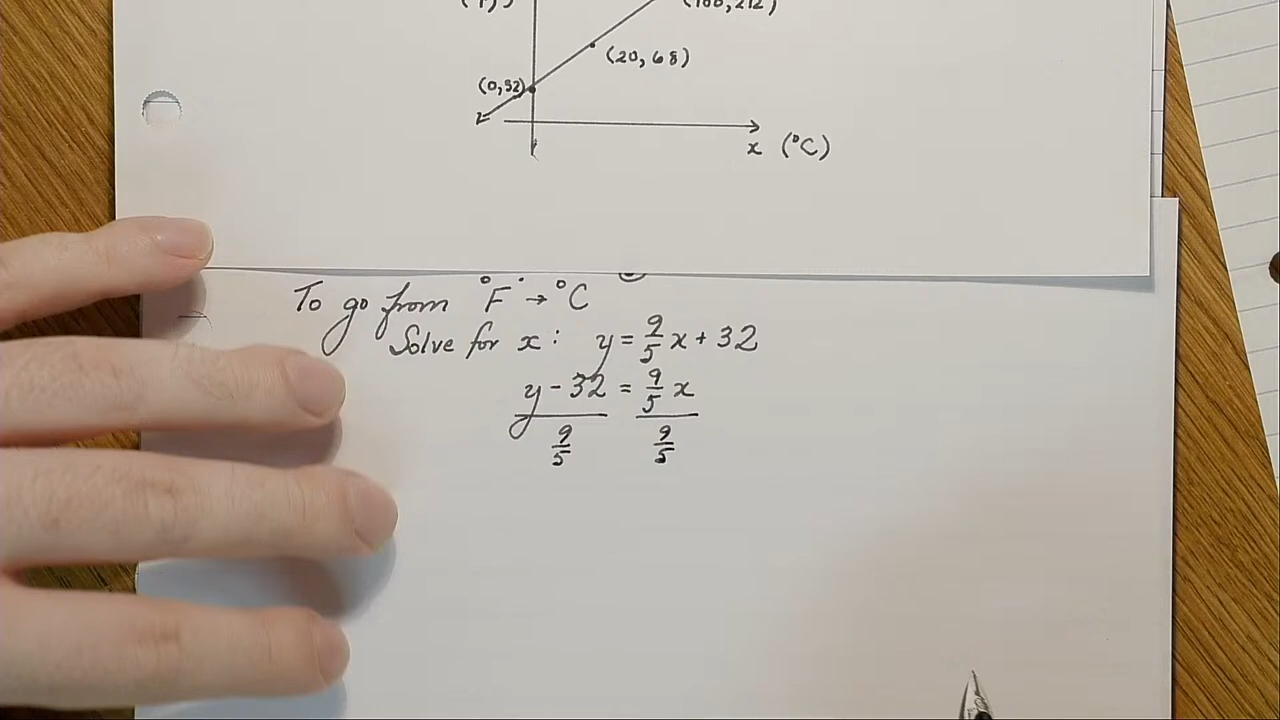 (100,212)
(20,68)
(0,32)
x (°C)
To go from °F → °C
Solve for x: y = 9/5 x + 32
y - 32 = 9/5 x
9/5 9/5